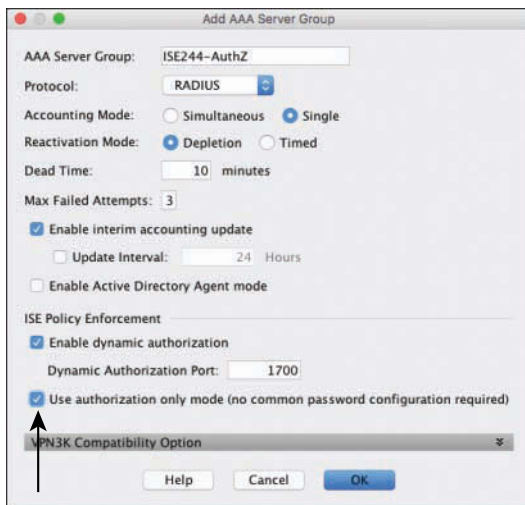 Add AAA Server Group
AAA Server Group: ISE244-AuthZ
Protocol: RADIUS
Accounting Mode: Simultaneous Single
Reactivation Mode: Depletion Timed
Dead Time: 10 minutes
Max Failed Attempts: 3
Enable interim accounting update
Update Interval: 24 Hours
Enable Active Directory Agent mode
ISE Policy Enforcement
Enable dynamic authorization
Dynamic Authorization Port: 1700
Use authorization only mode (no common password configuration required)
VPN3K Compatibility Option
Help Cancel OK